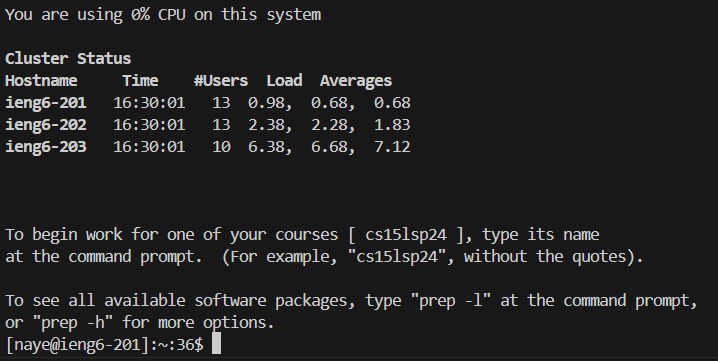 You are using 0% CPU on this system
Cluster Status
Hostname Time #Users Load Averages
ieng6-201 16:30:01 13 0.98, 0.68, 0.68
ieng6-202 16:30:01 13 2.38, 2.28, 1.83
ieng6-203 16:30:01 10 6.38, 6.68, 7.12
To begin work for one of your courses [ cs15lsp24 ], type its name
at the command prompt. (For example, "cs15lsp24", without the quotes).
To see all available software packages, type "prep -l" at the command prompt,
or "prep -h" for more options.
[naye@ieng6-201]:~:36$